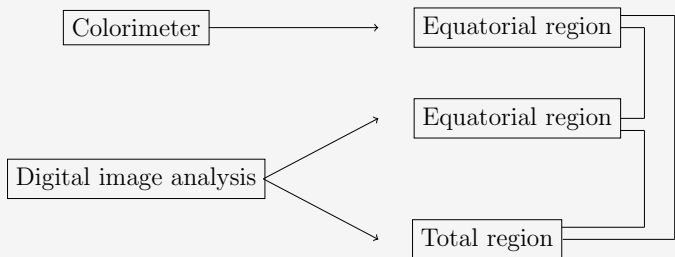 Colorimeter
Equatorial region
Equatorial region
Digital image analysis
Total region